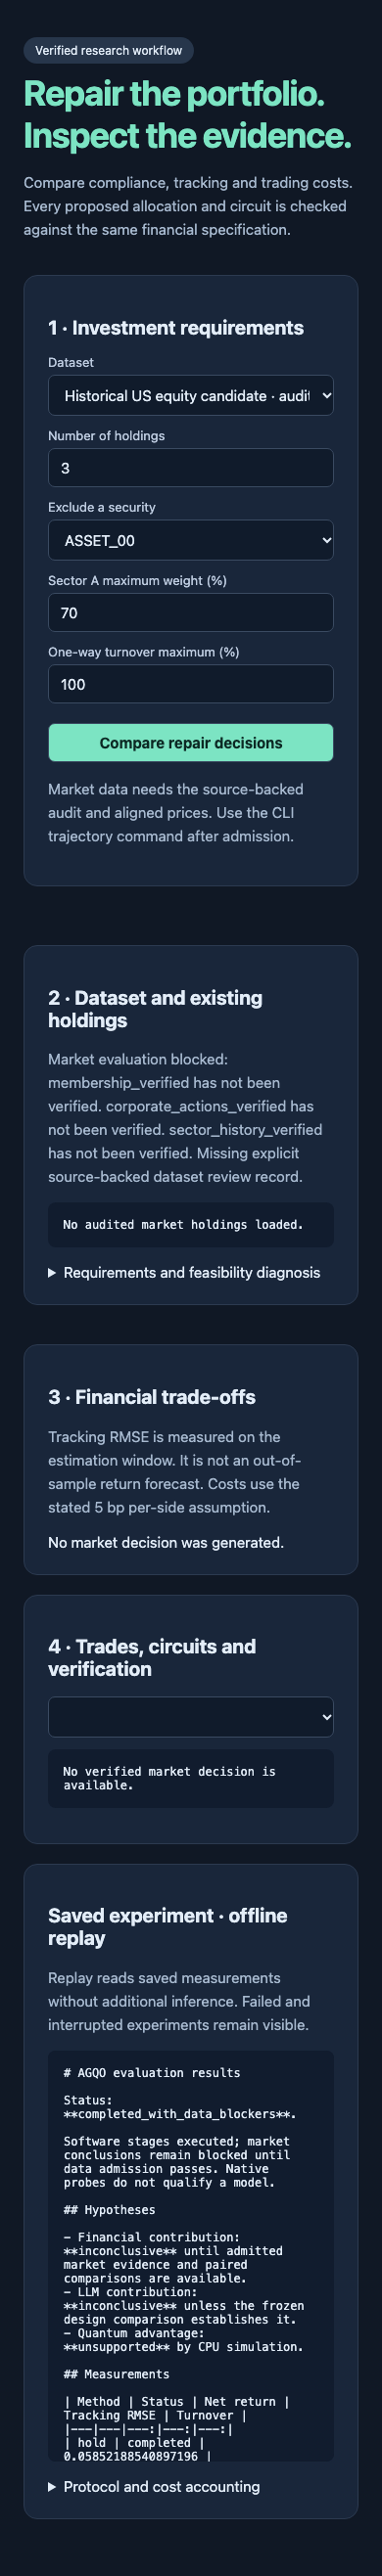 Verified research workflow
Repair the portfolio.
Inspect the evidence.
Compare compliance, tracking and trading costs.
Every proposed allocation and circuit is checked
against the same financial specification.
1 · Investment requirements
Dataset
Historical US equity candidate · audit
Number of holdings
3
Exclude a security
ASSET_00
Sector A maximum weight (%)
70
One-way turnover maximum (%)
100
Compare repair decisions
Market data needs the source-backed
audit and aligned prices. Use the CLI
trajectory command after admission.
2 · Dataset and existing
holdings
Market evaluation blocked:
membership_verified has not been
verified. corporate_actions_verified has
not been verified. sector_history_verified
has not been verified. Missing explicit
source-backed dataset review record.
No audited market holdings loaded.
Requirements and feasibility diagnosis
3 · Financial trade-offs
Tracking RMSE is measured on the
estimation window. It is not an out-of-
sample return forecast. Costs use the
stated 5 bp per-side assumption.
No market decision was generated.
4 · Trades, circuits and
verification
No verified market decision is
available.
Saved experiment · offline
replay
Replay reads saved measurements
without additional inference. Failed and
interrupted experiments remain visible.
# AGQO evaluation results
Status:
**completed_with_data_blockers**.
Software stages executed; market
conclusions remain blocked until
data admission passes. Native
probes do not qualify a model.
## Hypotheses
- Financial contribution:
**inconclusive** until admitted
market evidence and paired
comparisons are available.
- LLM contribution:
**inconclusive** unless the frozen
design comparison establishes it.
- Quantum advantage:
**unsupported** by CPU simulation.
## Measurements
| Method | Status | Net return |
Tracking RMSE | Turnover |
|---|---|---:|---:|---:|
| hold | completed |
0.05852188540897196 |
Protocol and cost accounting